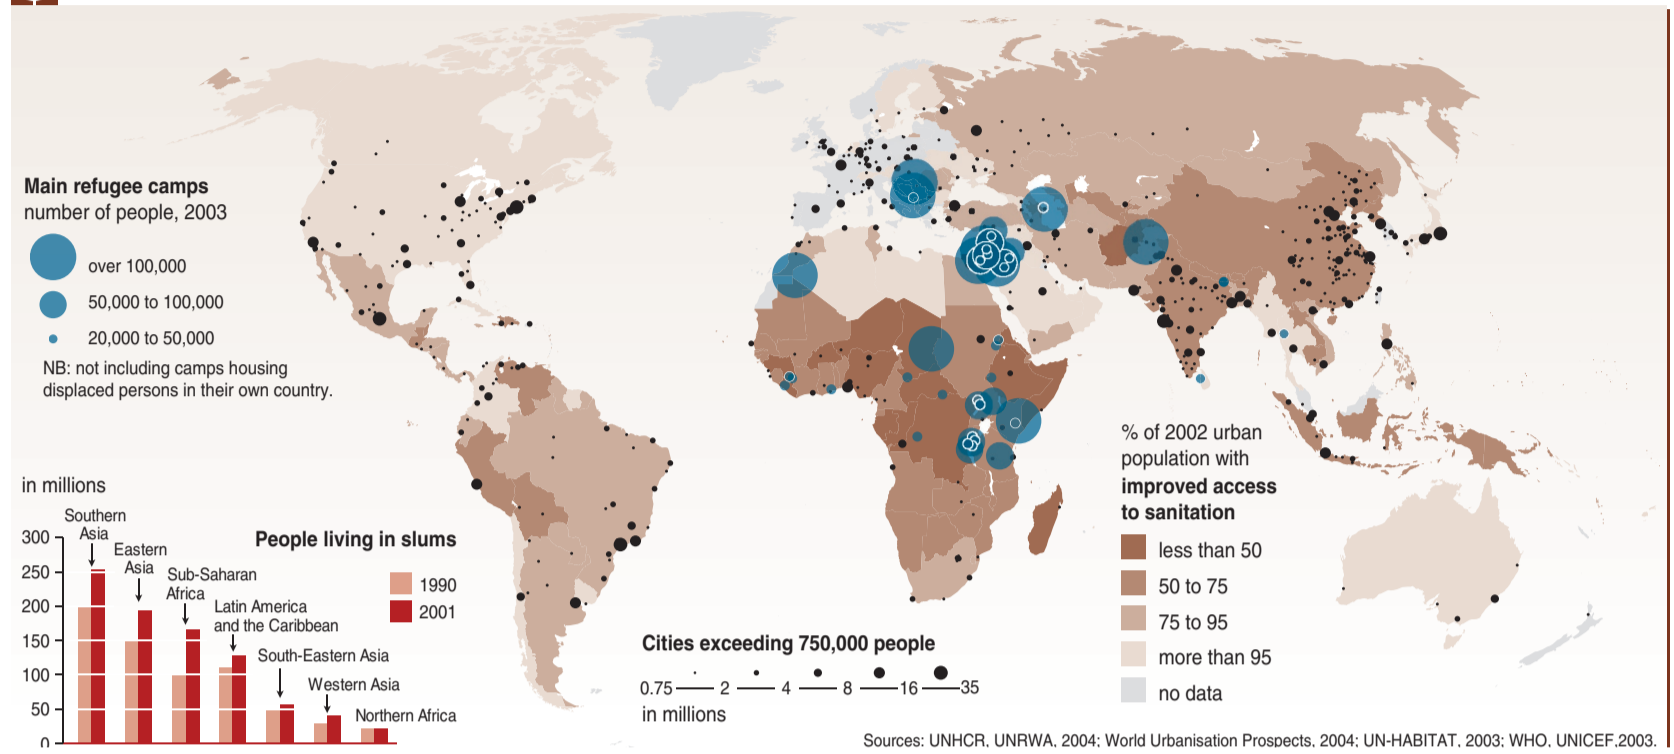 Main refugee camps
number of people, 2003
over 100,000
50,000 to 100,000
20,000 to 50,000
NB: not including camps housing
displaced persons in their own country.
in millions
300
250
200
150
100
50
0
Southern
Asia
Eastern
Asia
Sub-Saharan
Africa
Latin America
and the Caribbean
South-Eastern Asia
Western Asia
Northern Africa
People living in slums
1990
2001
Cities exceeding 750,000 people
0.75 2 4 8 16 35
in millions
% of 2002 urban
population with
improved access
to sanitation
less than 50
50 to 75
75 to 95
more than 95
no data
Sources: UNHCR, UNRWA, 2004; World Urbanisation Prospects, 2004; UN-HABITAT, 2003; WHO, UNICEF,2003.